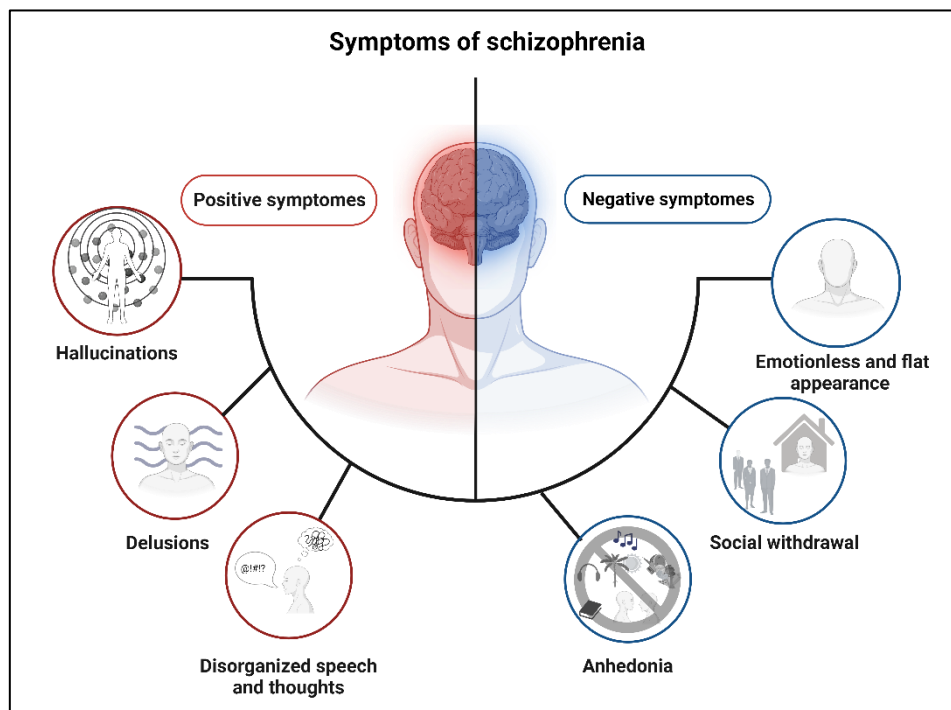 Symptoms of schizophrenia
Positive symptomes
Negative symptomes
Hallucinations
Delusions
@!#!?
Disorganized speech
and thoughts
Emotionless and flat
appearance
Social withdrawal
Anhedonia